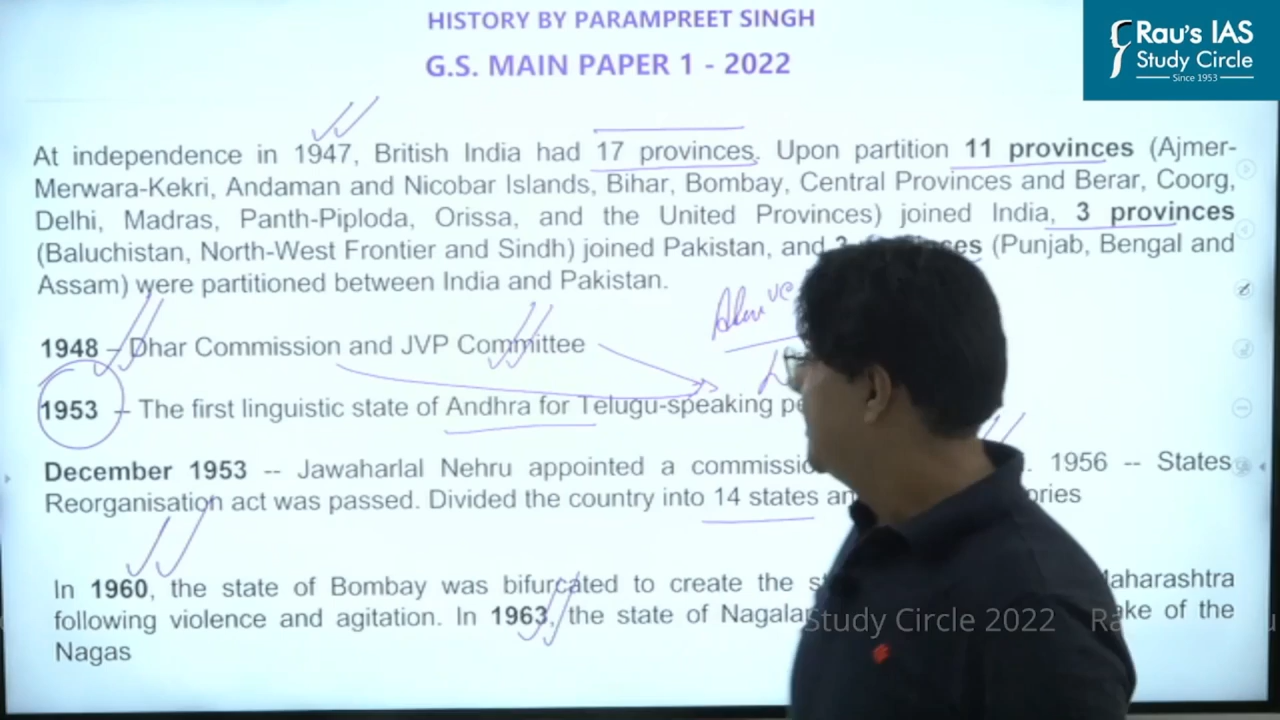 HISTORY BY PARAMPREET SINGH
G.S. MAIN PAPER 1 - 2022
Rau's IAS
Study Circle
Since 1953
At independence in 1947, British India had 17 provinces. Upon partition 11 provinces (Ajmer-
Merwara-Kekri, Andaman and Nicobar Islands, Bihar, Bombay, Central Provinces and Berar, Coorg,
Delhi, Madras, Panth-Piploda, Orissa, and the United Provinces) joined India, 3 provinces
(Baluchistan, North-West Frontier and Sindh) joined Pakistan, and (Punjab, Bengal and
Assam) were partitioned between India and Pakistan.
1948 – Dhar Commission and JVP Committee
1953 – The first linguistic state of Andhra for Telugu-speaking
December 1953 -- Jawaharlal Nehru appointed a 1956 -- States
Reorganisation act was passed. Divided the country into 14 states
In 1960, the state of Bombay was bifurcated to create the Maharashtra
following violence and agitation. In 1963, the state of of the
Nagas
Study Circle 2022